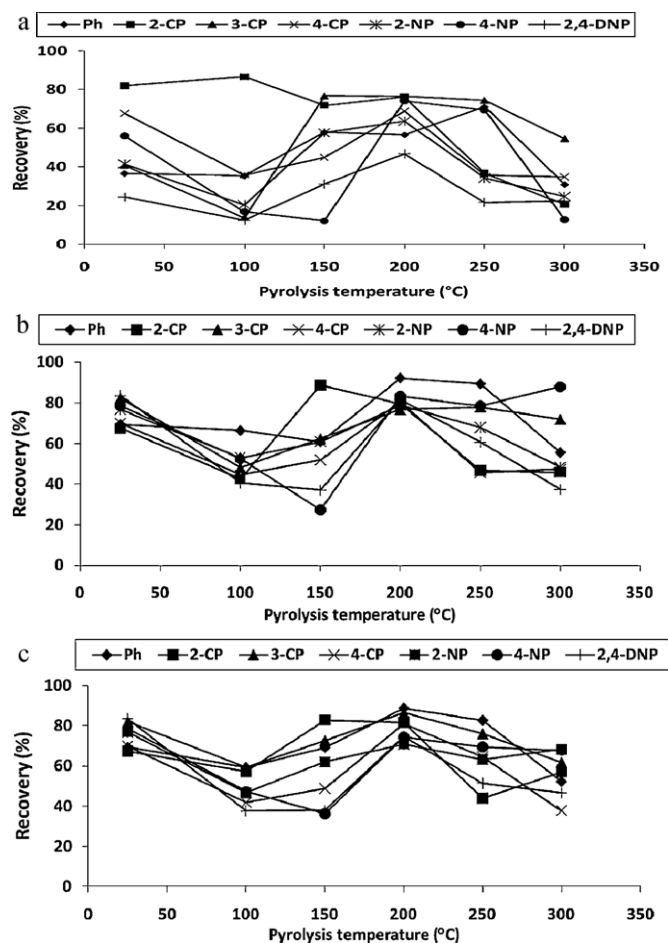 a
Ph 2-CP 3-CP 4-CP 2-NP 4-NP 2,4-DNP
100
80
60
40
20
0
Recovery (%)
0 50 100 150 200 250 300 350
Pyrolysis temperature (°C)
b
Ph 2-CP 3-CP 4-CP 2-NP 4-NP 2,4-DNP
100
80
60
40
20
0
Recovery (%)
0 50 100 150 200 250 300 350
Pyrolysis temperature (°C)
c
Ph 2-CP 3-CP 4-CP 2-NP 4-NP 2,4-DNP
100
80
60
40
20
0
Recovery (%)
0 50 100 150 200 250 300 350
Pyrolysis temperature (°C)